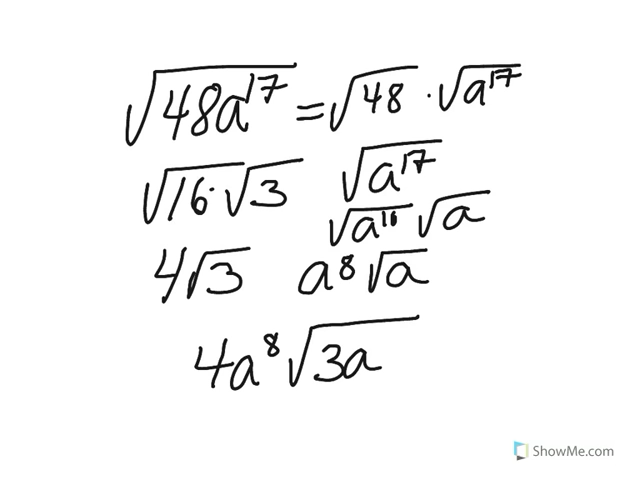 √48a¹⁷ = √48 · √a¹⁷
√16 · √3 √a¹⁷
√a¹⁶ √a
4√3 a⁸ √a
4a⁸ √3a
ShowMe.com